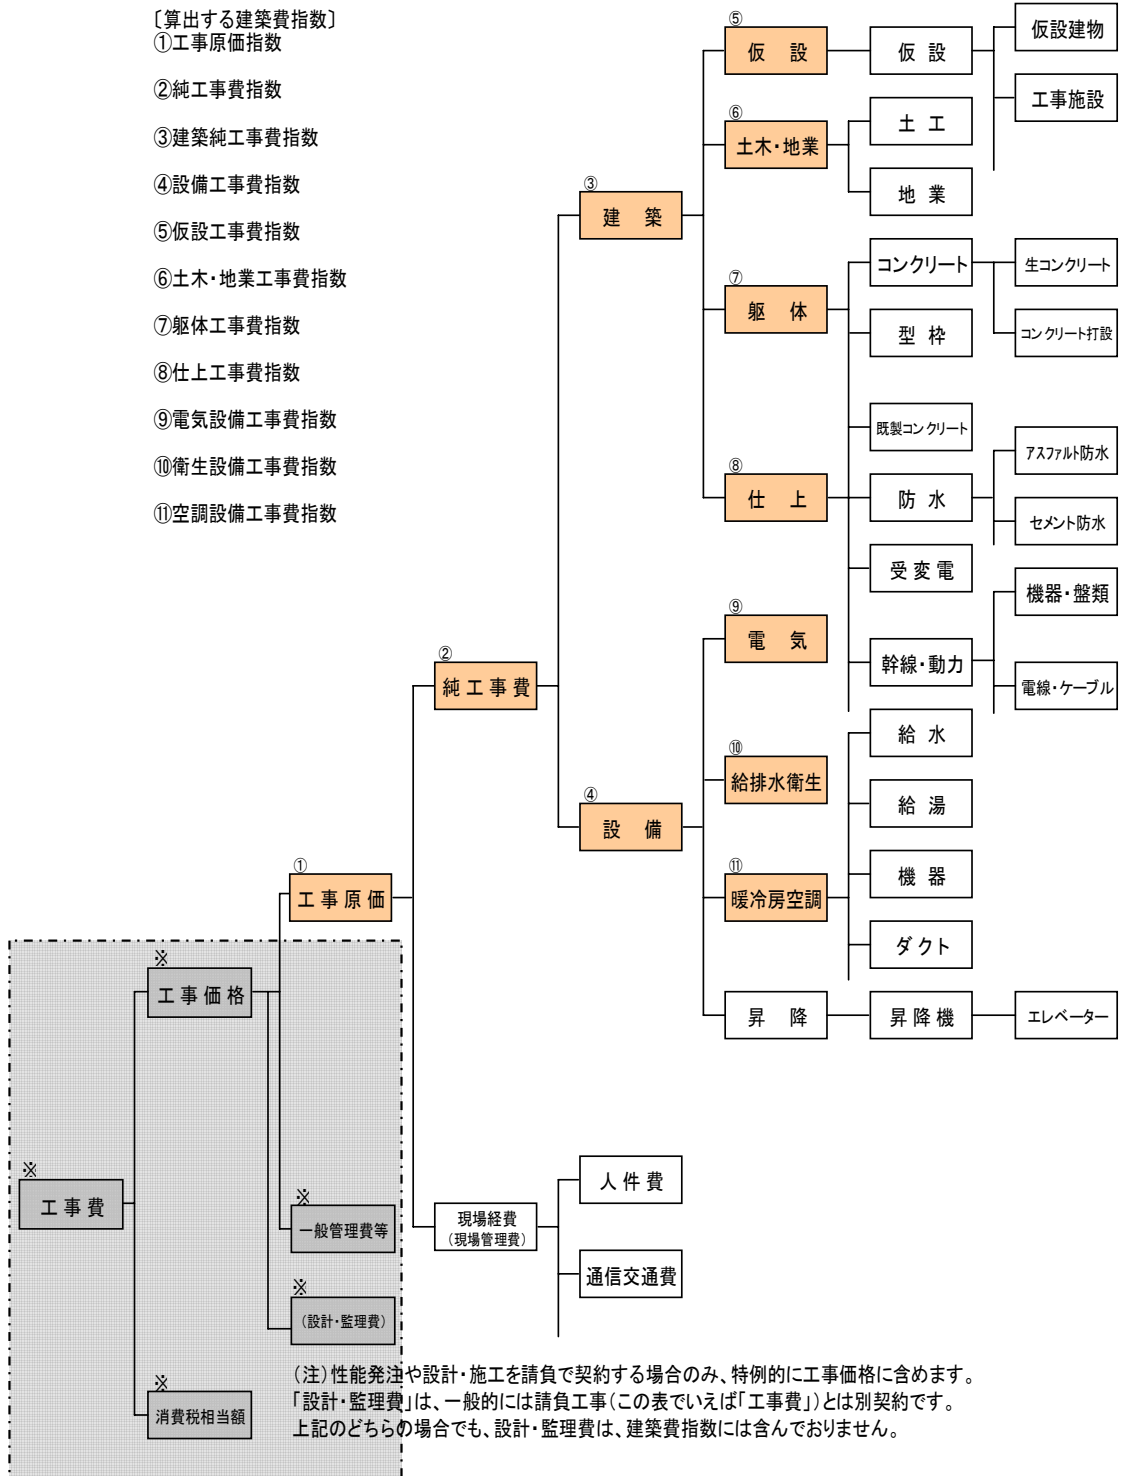 〔算出する建築費指数〕
①工事原価指数
②純工事費指数
③建築純工事費指数
④設備工事費指数
⑤仮設工事費指数
⑥土木・地業工事費指数
⑦躯体工事費指数
⑧仕上工事費指数
⑨電気設備工事費指数
⑩衛生設備工事費指数
⑪空調設備工事費指数
※
工事費
※
工事価格
※
消費税相当額
①
工事原価
※
一般管理費等
※
(設計・監理費)
②
純工事費
現場経費
(現場管理費)
③
建 築
④
設 備
人件費
通信交通費
⑤
仮 設
⑥
土木・地業
⑦
躯 体
⑧
仕 上
⑨
電 気
⑩
給排水衛生
⑪
暖冷房空調
昇 降
仮 設
土 工
地 業
コンクリート
型 枠
既製コンクリート
防 水
受変電
幹線・動力
給 水
給 湯
機 器
ダクト
昇降機
仮設建物
工事施設
生コンクリート
コンクリート打設
アスファルト防水
セメント防水
機器・盤類
電線・ケーブル
エレベーター
(注)性能発注や設計・施工を請負で契約する場合のみ、特例的に工事価格に含めます。
「設計・監理費」は、一般的には請負工事(この表でいえば「工事費」)とは別契約です。
上記のどちらの場合でも、設計・監理費は、建築費指数には含んでおりません。